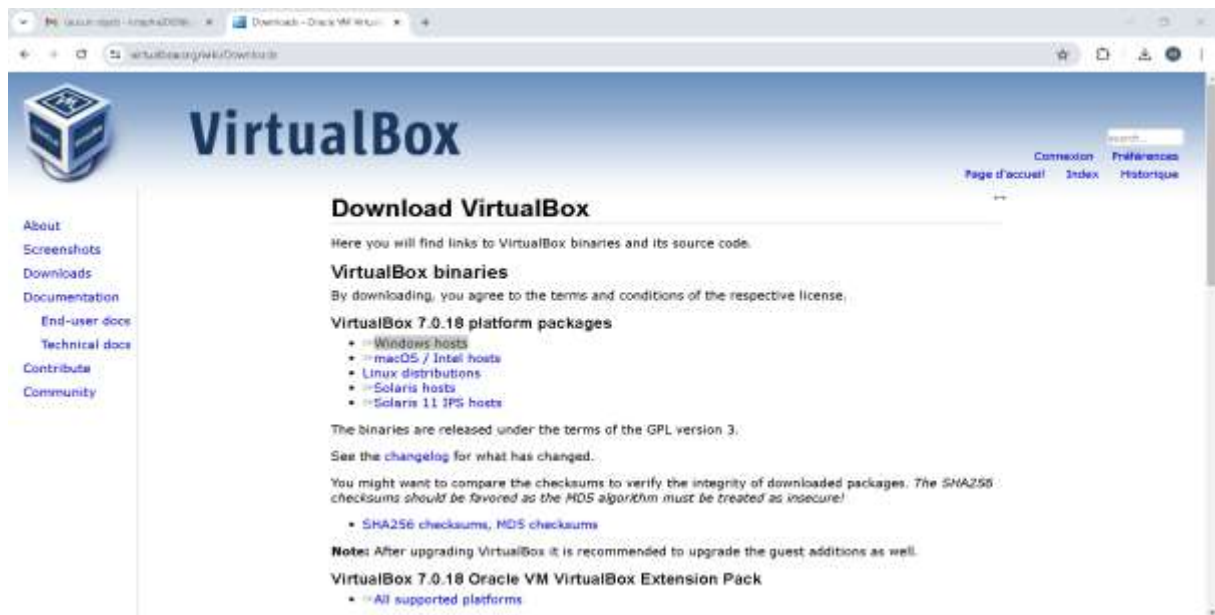 Downloads - Oracle VM Virtual
virtualbox.org/wiki/Downloads
VirtualBox
search...
Connexion Préférences
Page d'accueil Index Historique
About
Screenshots
Downloads
Documentation
End-user docs
Technical docs
Contribute
Community
Download VirtualBox
Here you will find links to VirtualBox binaries and its source code.
VirtualBox binaries
By downloading, you agree to the terms and conditions of the respective license.
VirtualBox 7.0.18 platform packages
Windows hosts
macOS / Intel hosts
Linux distributions
Solaris hosts
Solaris 11 IPS hosts
The binaries are released under the terms of the GPL version 3.
See the changelog for what has changed.
You might want to compare the checksums to verify the integrity of downloaded packages. The SHA256
checksums should be favored as the MD5 algorithm must be treated as insecure!
SHA256 checksums, MD5 checksums
Note: After upgrading VirtualBox it is recommended to upgrade the guest additions as well.
VirtualBox 7.0.18 Oracle VM VirtualBox Extension Pack
All supported platforms